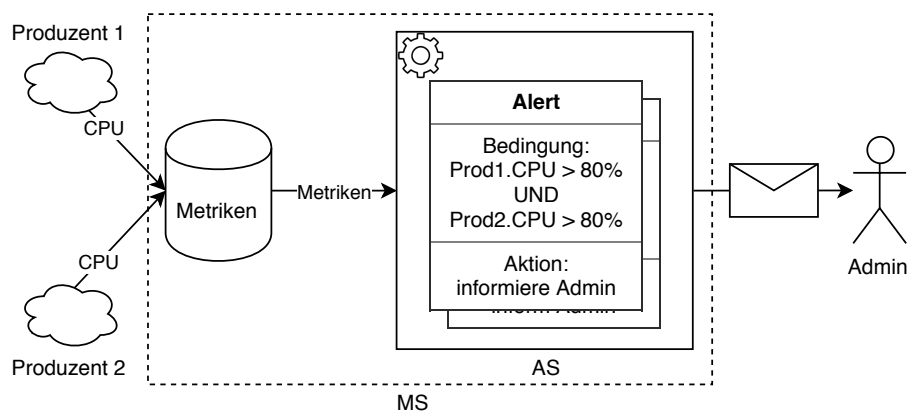 Produzent 1
CPU
Metriken
CPU
Produzent 2
Metriken
Alert
Bedingung:
Prod1.CPU > 80%
UND
Prod2.CPU > 80%
Aktion:
informiere Admin
AS
MS
Admin